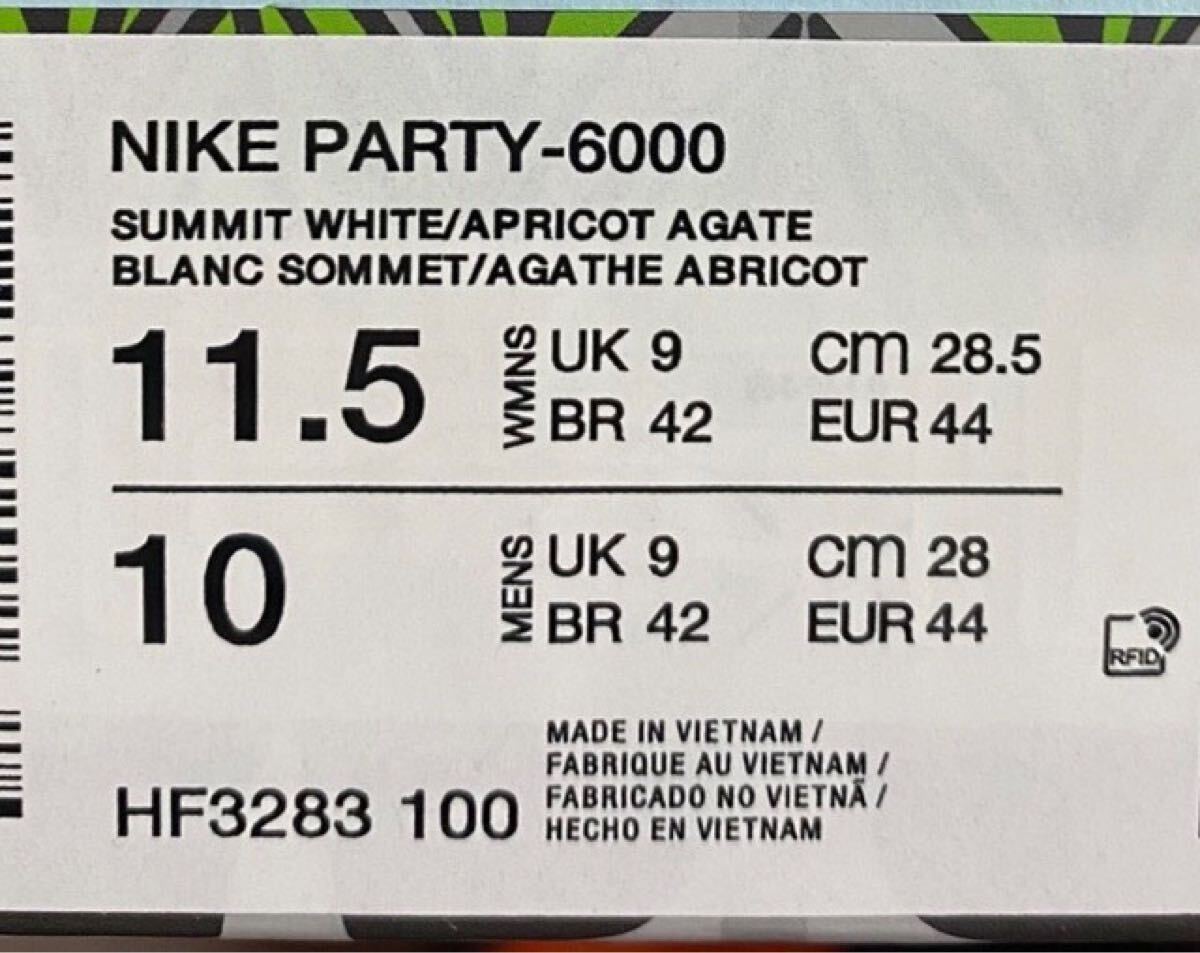 NIKE PARTY-6000
SUMMIT WHITE/APRICOT AGATE
BLANC SOMMET/AGATHE ABRICOT
11.5 WMNS UK 9 cm 28.5
BR 42 EUR 44
10 MENS UK 9 cm 28
BR 42 EUR 44
RFID
HF3283 100
MADE IN VIETNAM /
FABRIQUE AU VIETNAM /
FABRICADO NO VIETNÃ /
HECHO EN VIETNAM